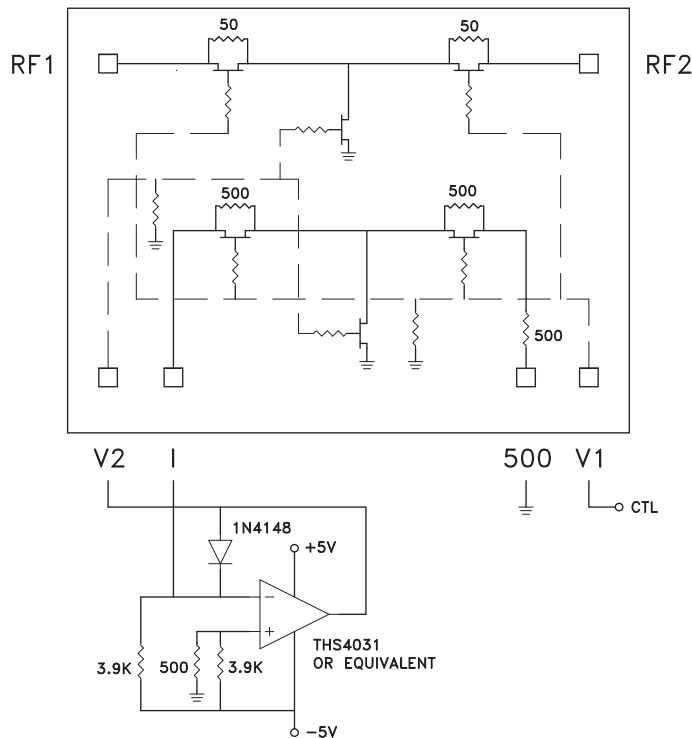 50
50
RF1
RF2
500
500
500
V2
I
500
V1
CTL
1N4148
+5V
−
+
THS4031
OR EQUIVALENT
3.9K
500
3.9K
−5V